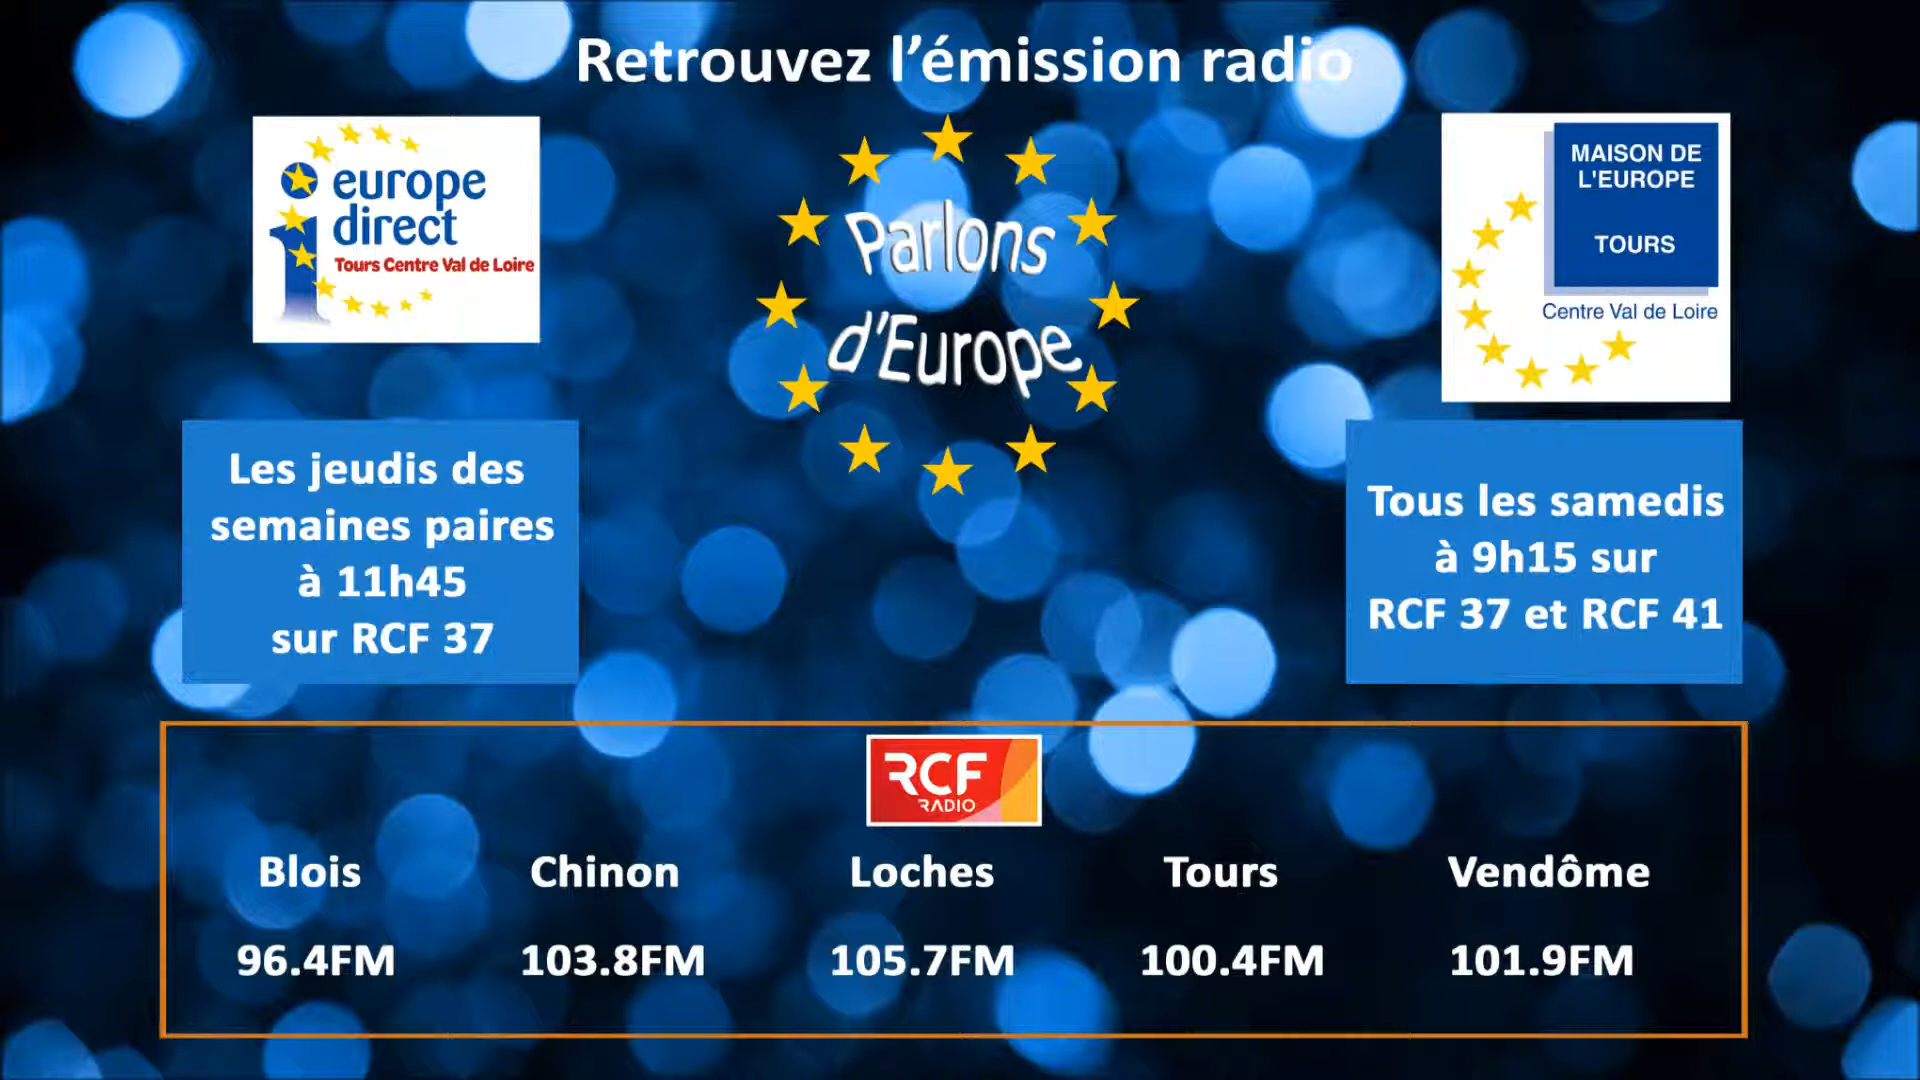 Retrouvez l'émission radio
europe
direct
Tours Centre Val de Loire
Parlons
d'Europe
MAISON DE
L'EUROPE
TOURS
Centre Val de Loire
Les jeudis des
semaines paires
à 11h45
sur RCF 37
Tous les samedis
à 9h15 sur
RCF 37 et RCF 41
RCF
RADIO
Blois Chinon Loches Tours Vendôme
96.4FM 103.8FM 105.7FM 100.4FM 101.9FM